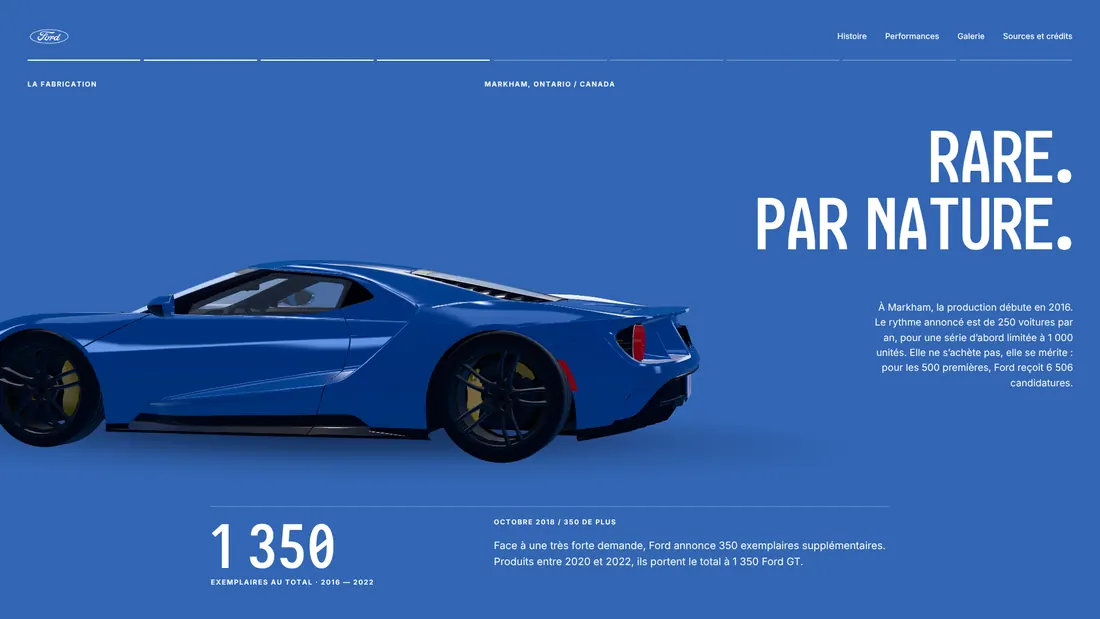 Ford
Histoire Performances Galerie Sources et crédits
LA FABRICATION
MARKHAM, ONTARIO / CANADA
RARE.
PAR NATURE.
À Markham, la production débute en 2016.
Le rythme annoncé est de 250 voitures par
an, pour une série d’abord limitée à 1 000
unités. Elle ne s’achète pas, elle se mérite :
pour les 500 premières, Ford reçoit 6 506
candidatures.
1 350
EXEMPLAIRES AU TOTAL · 2016 — 2022
OCTOBRE 2018 / 350 DE PLUS
Face à une très forte demande, Ford annonce 350 exemplaires supplémentaires.
Produits entre 2020 et 2022, ils portent le total à 1 350 Ford GT.